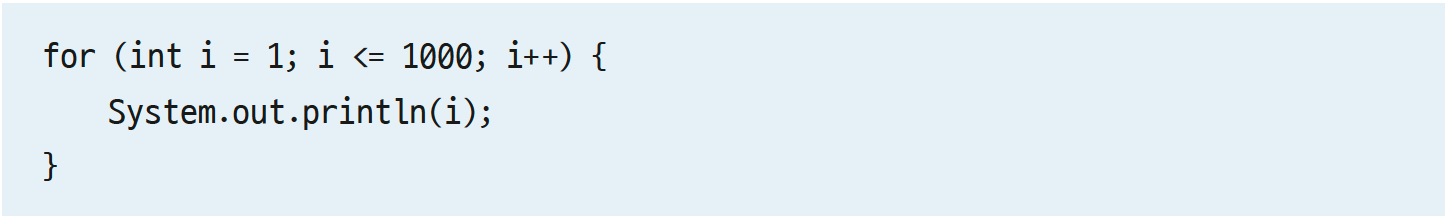 for (int i = 1; i <= 1000; i++) {
    System.out.println(i);
}